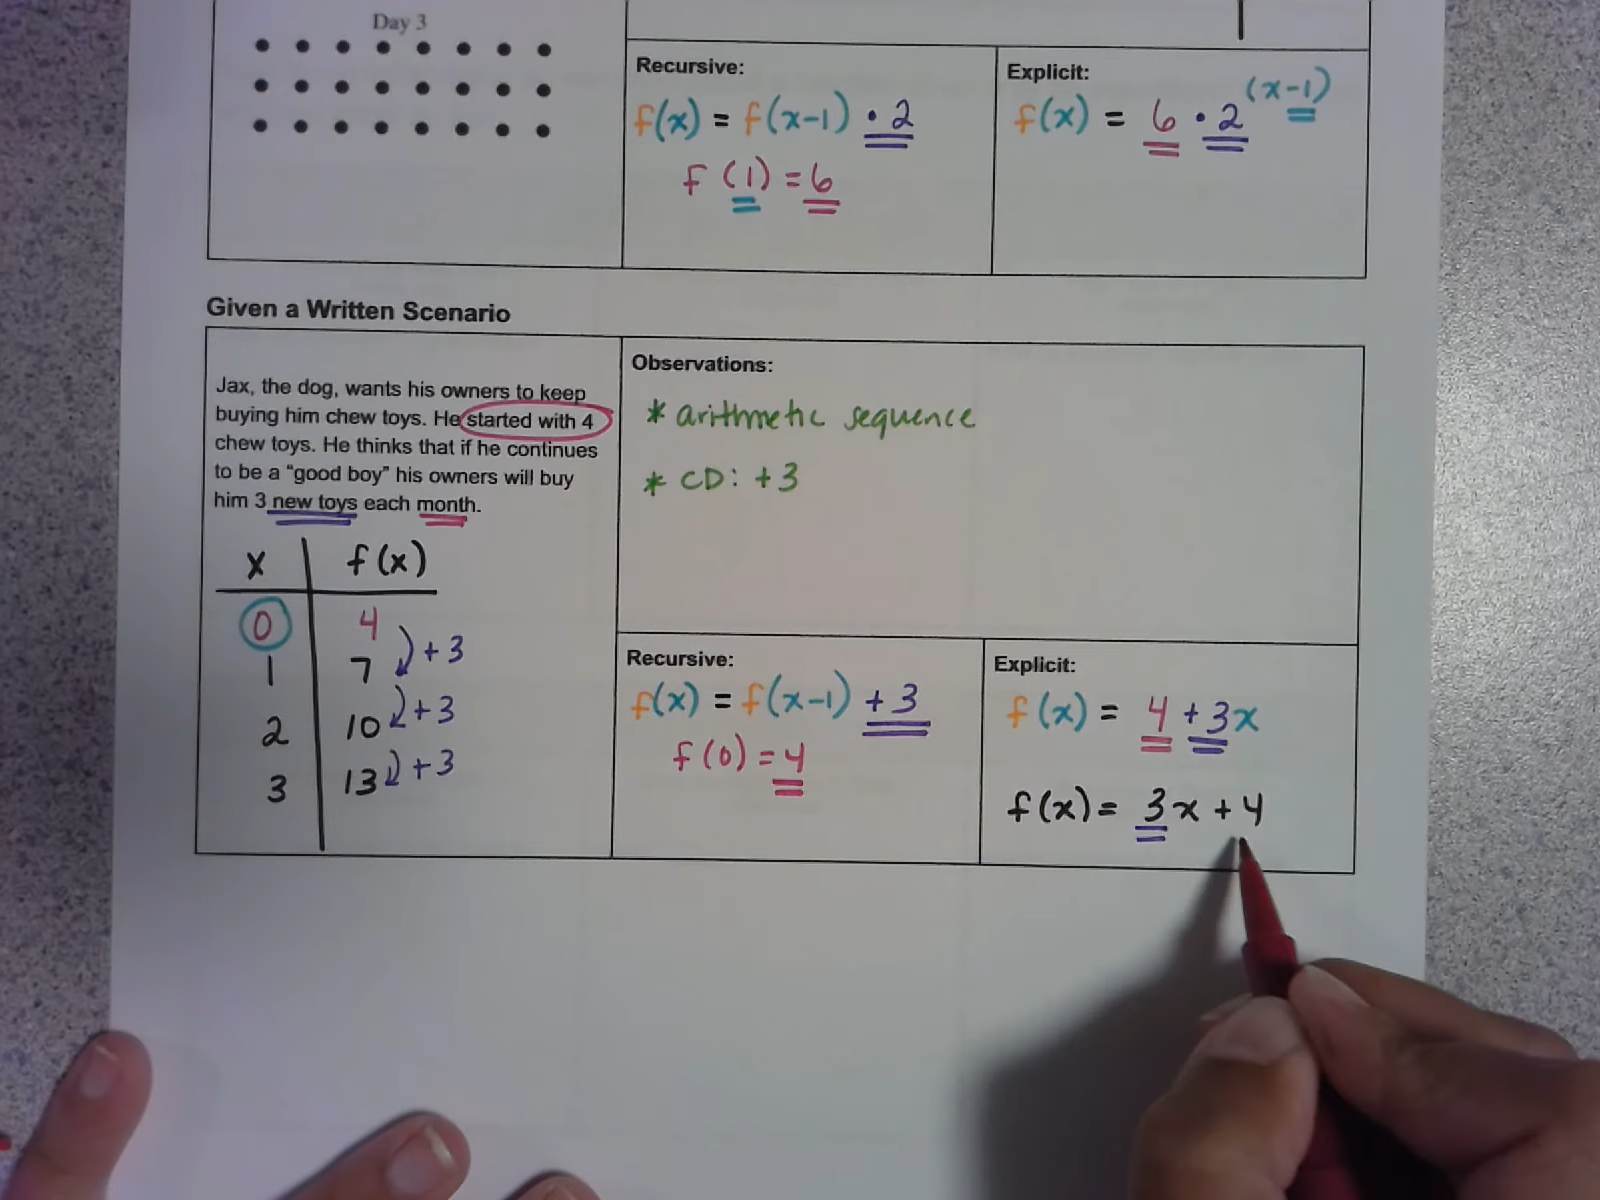 Day 3
Recursive:
f(x) = f(x-1) • 2
f(1) = 6
Explicit:
f(x) = 6 • 2^(x-1)
Given a Written Scenario
Jax, the dog, wants his owners to keep
buying him chew toys. He started with 4
chew toys. He thinks that if he continues
to be a “good boy” his owners will buy
him 3 new toys each month.
x f(x)
0 4
+3
1 7
+3
2 10
+3
3 13
Observations:
* arithmetic sequence
* CD: +3
Recursive:
f(x) = f(x-1) +3
f(0) = 4
Explicit:
f(x) = 4 +3x
f(x) = 3x +4